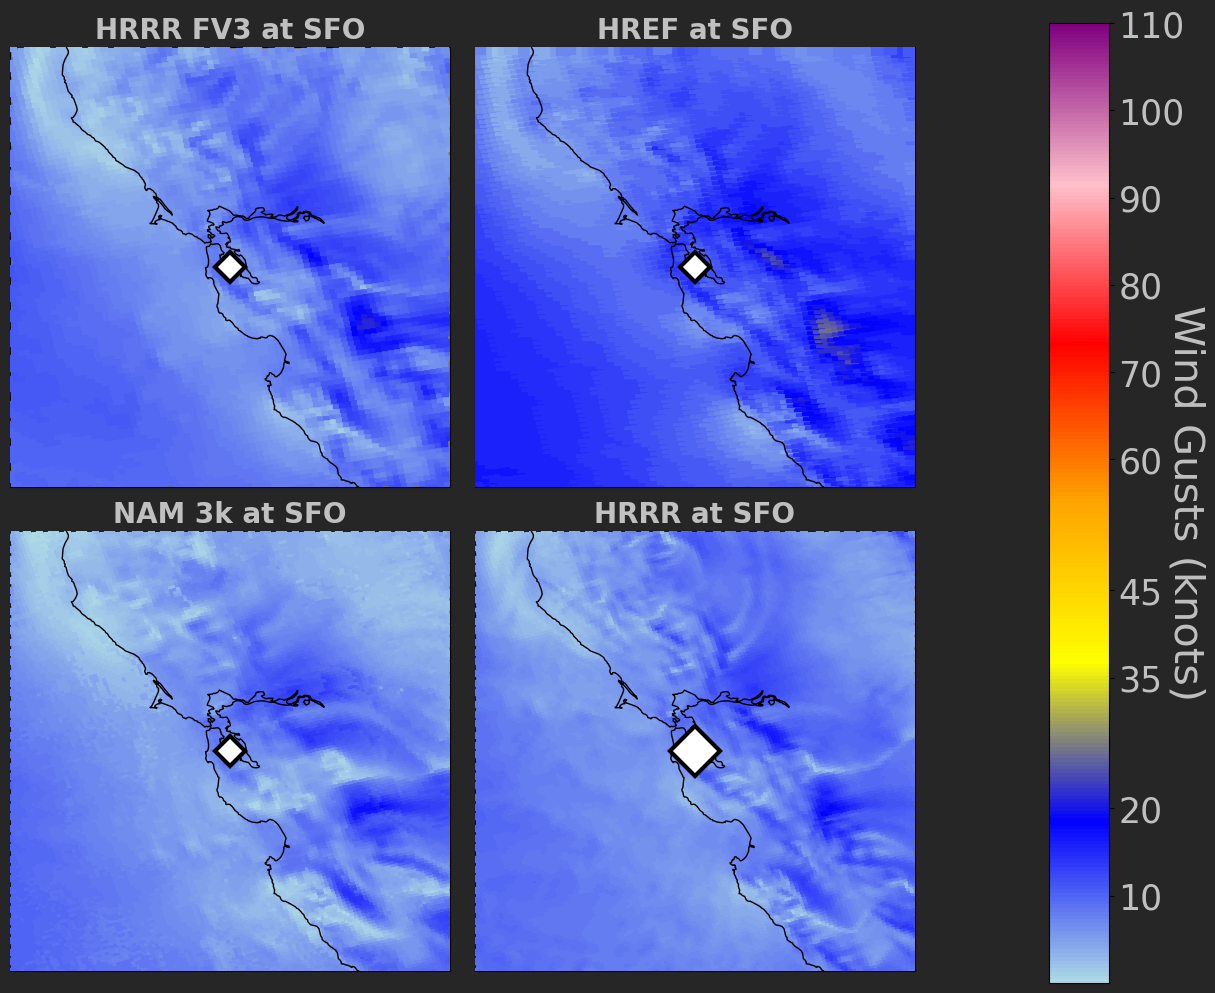 HRRR FV3 at SFO
HREF at SFO
NAM 3k at SFO
HRRR at SFO
110
100
90
80
70
60
45
35
20
10
Wind Gusts (knots)